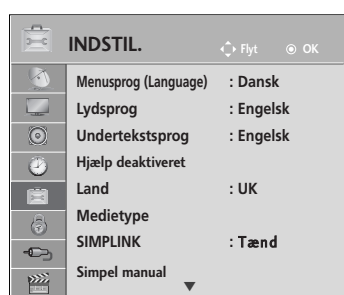 INDSTIL. Flyt OK
Menusprog (Language) : Dansk
Lydsprog : Engelsk
Undertekstsprog : Engelsk
Hjælp deaktiveret
Land : UK
Medietype
SIMPLINK : Tænd
Simpel manual